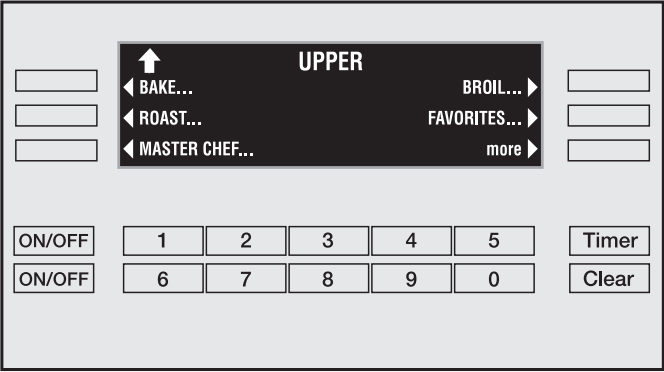 UPPER
BAKE... BROIL...
ROAST... FAVORITES...
MASTER CHEF... more
ON/OFF 1 2 3 4 5 Timer
ON/OFF 6 7 8 9 0 Clear